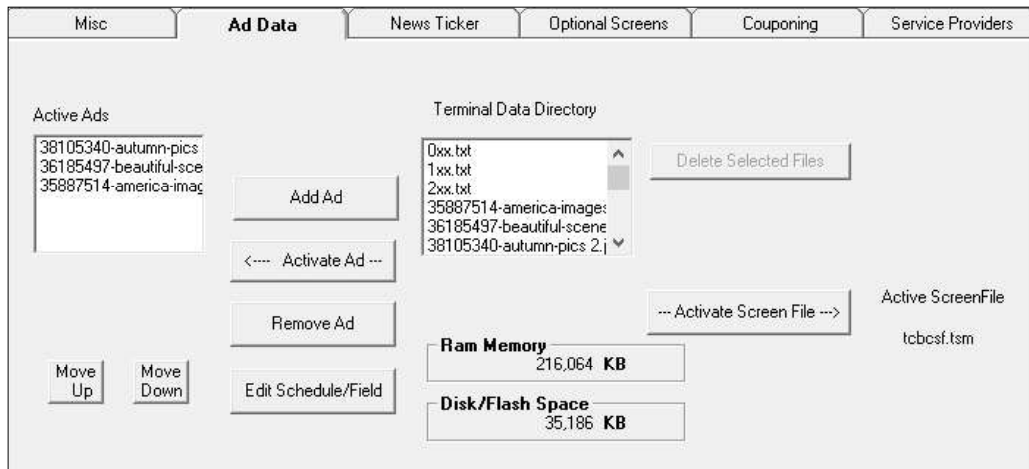 Misc
Ad Data
News Ticker
Optional Screens
Couponing
Service Providers
Active Ads
38105340-autumn-pics
36185497-beautiful-sce
35887514-america-imag
Add Ad
<---- Activate Ad ---
Remove Ad
Edit Schedule/Field
Move Up
Move Down
Terminal Data Directory
0xx.txt
1xx.txt
2xx.txt
35887514-america-images
36185497-beautiful-scene
38105340-autumn-pics 2.j
Delete Selected Files
--- Activate Screen File --->
Active ScreenFile
tcbcsf.tsm
Ram Memory
216,064 KB
Disk/Flash Space
35,186 KB